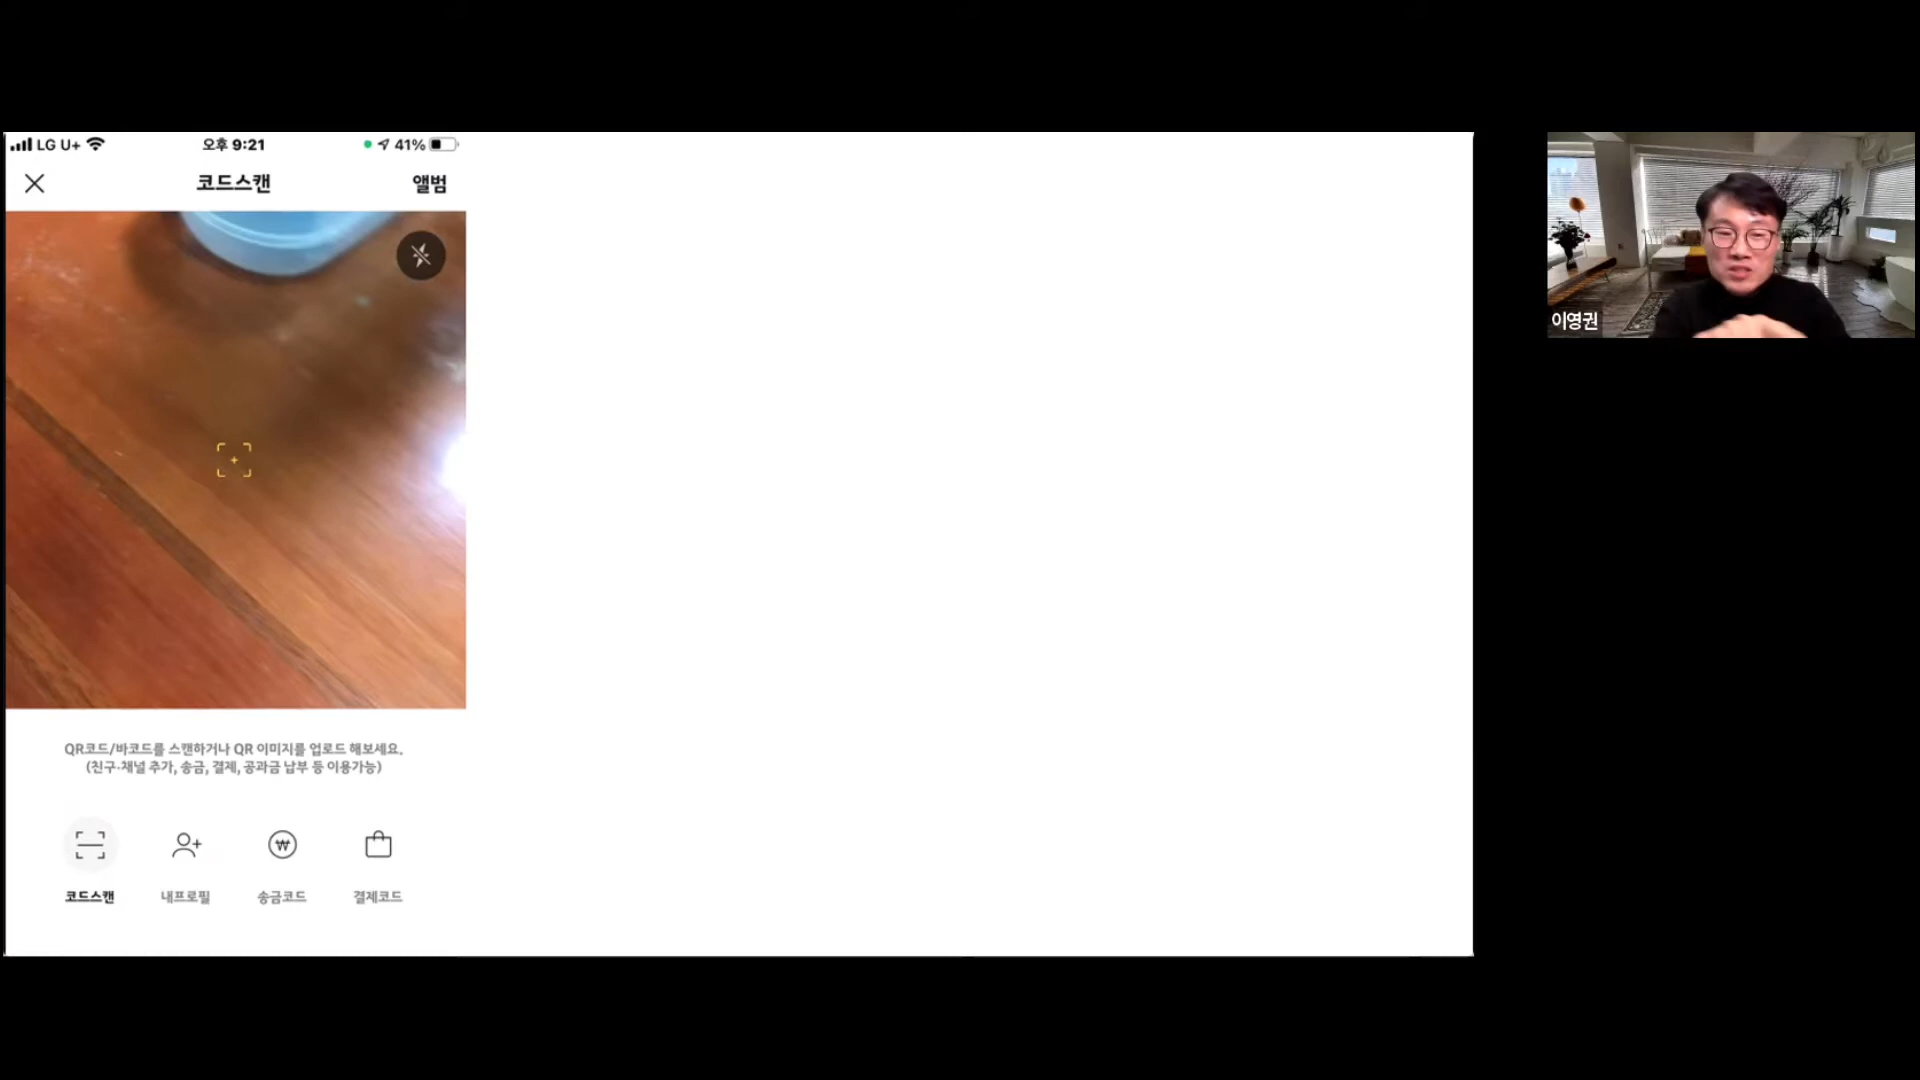 LG U+
오후 9:21
41%
코드스캔
앨범
QR코드/바코드를 스캔하거나 QR 이미지를 업로드 해보세요.
(친구·채널 추가, 송금, 결제, 공과금 납부 등 이용가능)
코드스캔
내프로필
송금코드
결제코드
이영권